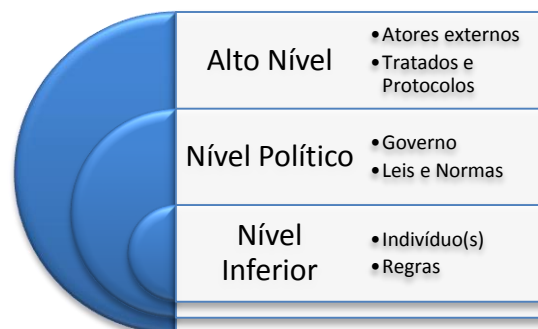 Alto Nível
•Atores externos
•Tratados e
Protocolos
Nível Político
•Governo
•Leis e Normas
Nível
Inferior
•Indivíduo(s)
•Regras